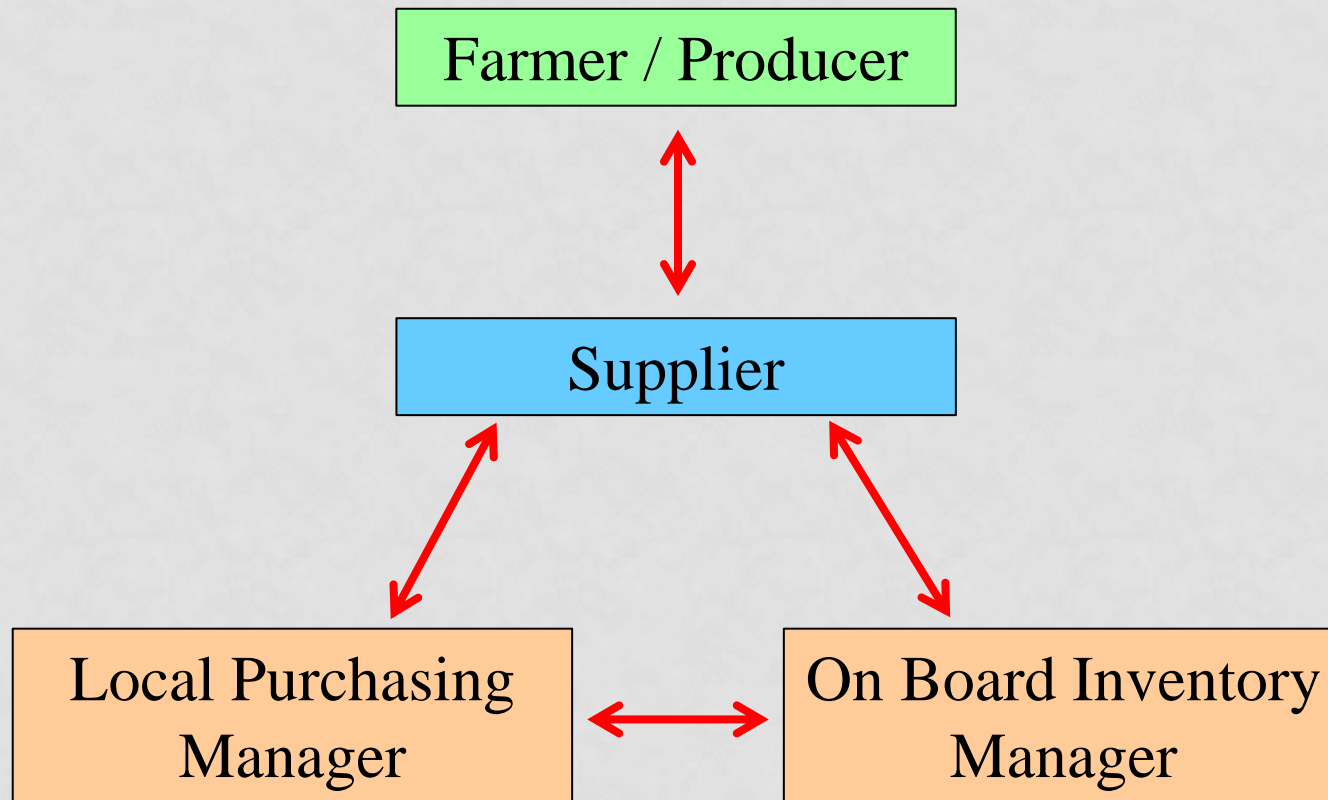 Farmer / Producer
Supplier
Local Purchasing
Manager
On Board Inventory
Manager